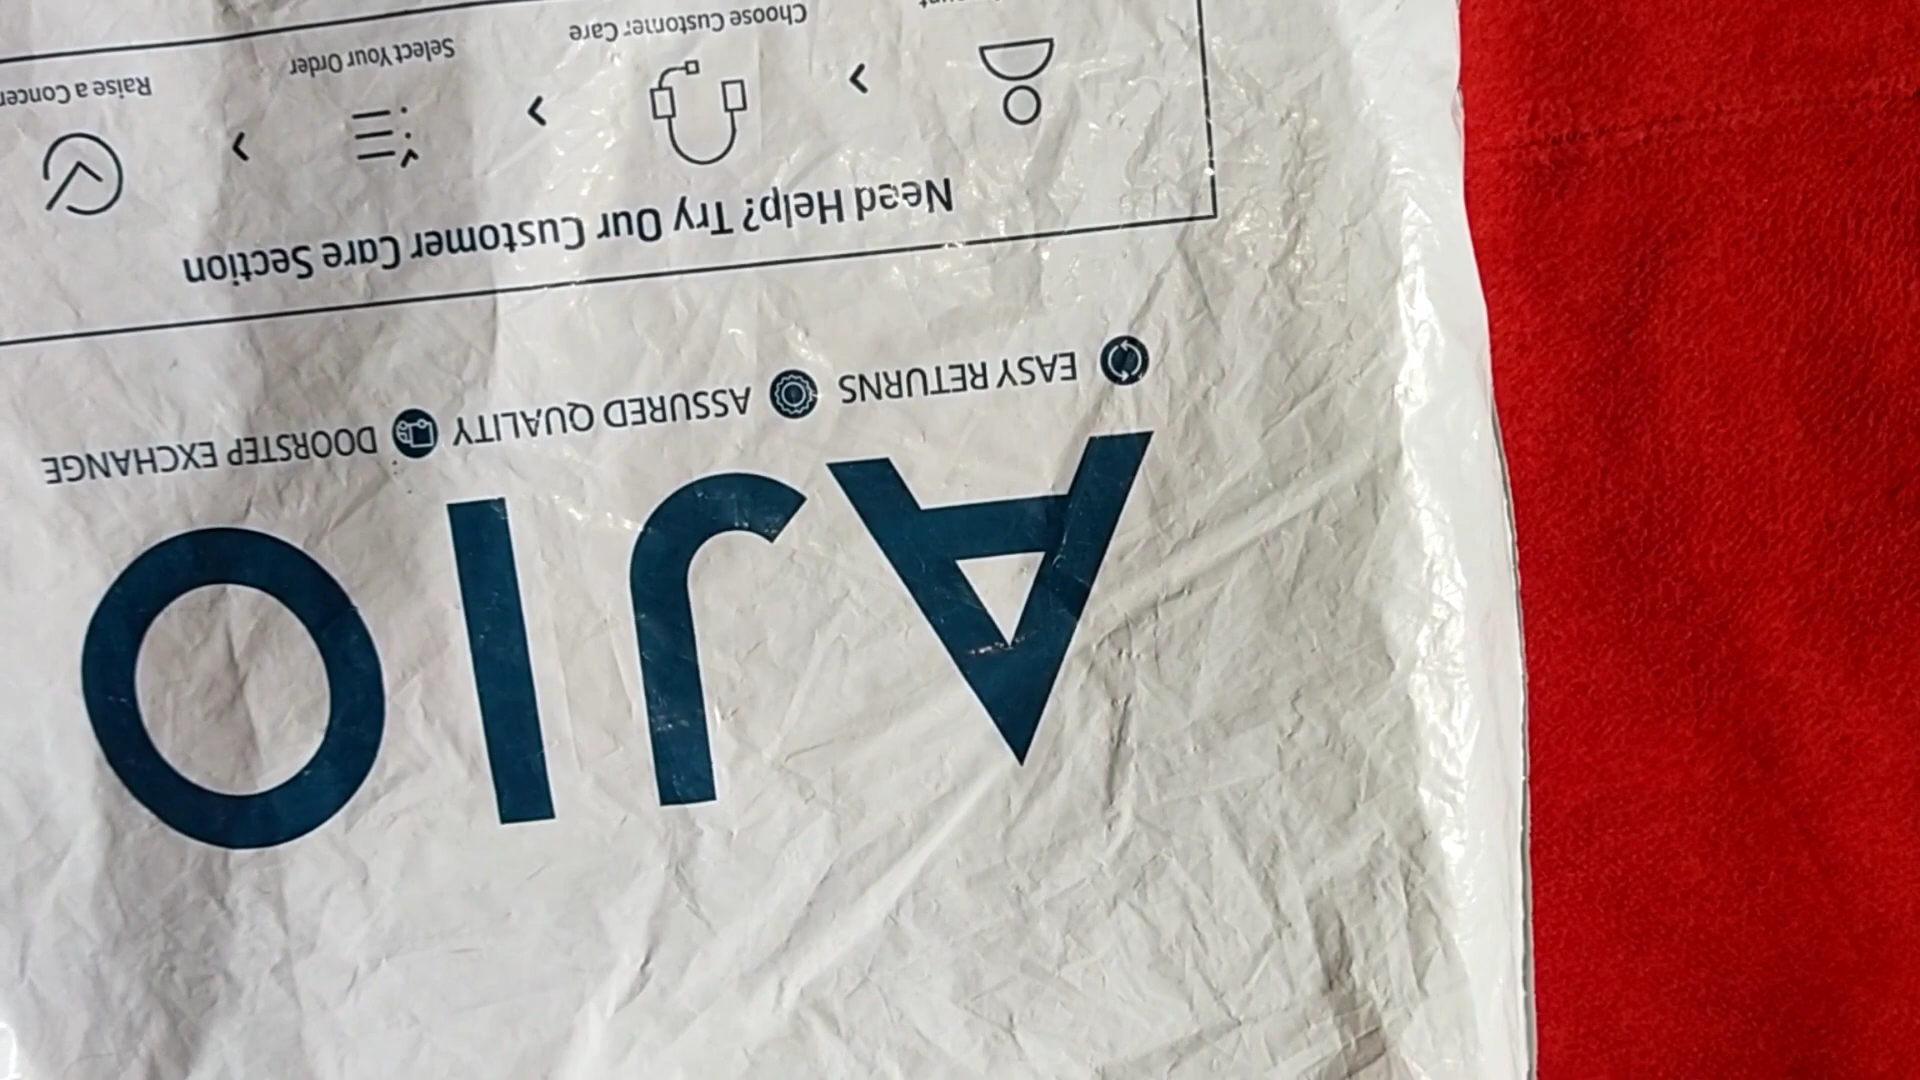 AJIO
EASY RETURNS ASSURED QUALITY DOORSTEP EXCHANGE
Need Help? Try Our Customer Care Section
Choose Customer Care
Select Your Order
Raise a